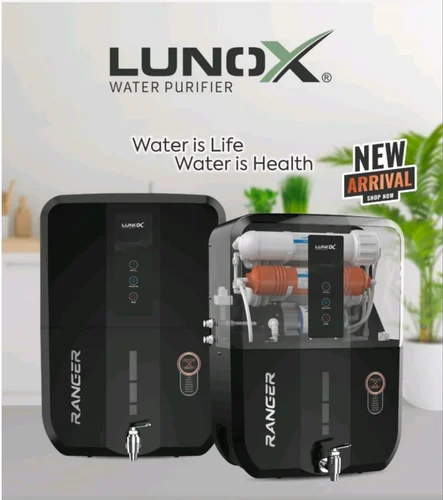 LUNOX®
WATER PURIFIER
Water is Life
Water is Health
NEW
ARRIVAL
SHOP NOW
LUNOX
LUNOX
RANGER
RANGER